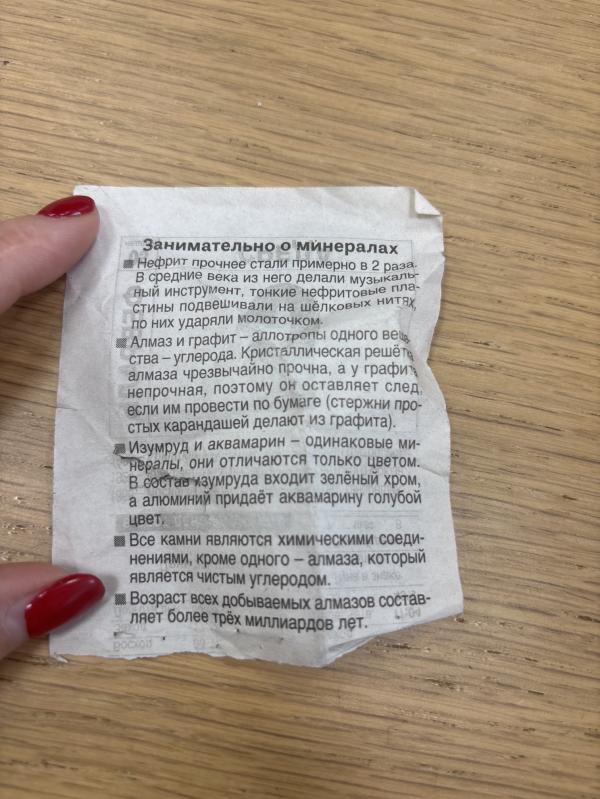 Занимательно о минералах
■ Нефрит прочнее стали примерно в 2 раза.
В средние века из него делали музыкаль-
ный инструмент, тонкие нефритовые пла-
стины подвешивали на шёлковых нитях,
по них ударяли молоточком.
■ Алмаз и графит – аллотропы одного веще-
ства – углерода. Кристаллическая решётка
алмаза чрезвычайно прочна, а у графита
непрочная, поэтому он оставляет след,
если им провести по бумаге (стержни про-
стых карандашей делают из графита).
■ Изумруд и аквамарин – одинаковые ми-
нералы, они отличаются только цветом.
В состав изумруда входит зелёный хром,
а алюминий придаёт аквамарину голубой
цвет.
■ Все камни являются химическими соеди-
нениями, кроме одного – алмаза, который
является чистым углеродом.
■ Возраст всех добываемых алмазов состав-
ляет более трёх миллиардов лет.